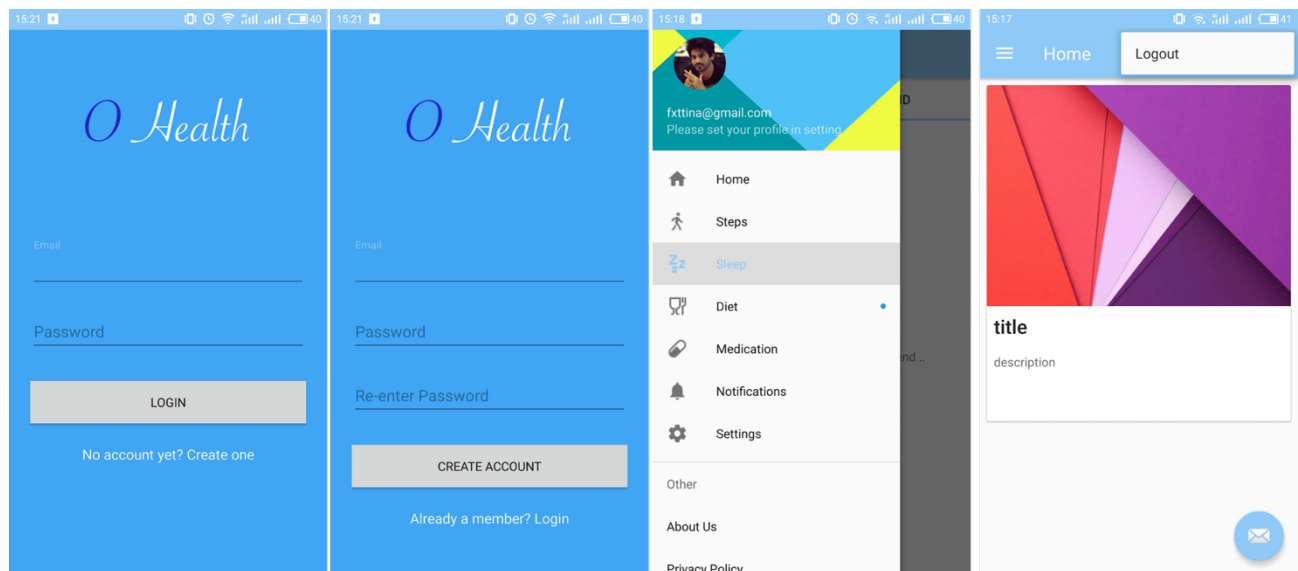 15:21 40
O Health
Email
Password
LOGIN
No account yet? Create one
15:21 40
O Health
Email
Password
Re-enter Password
CREATE ACCOUNT
Already a member? Login
15:18 40
fxttina@gmail.com
Please set your profile in setting
Home
Steps
Sleep
Diet
Medication
Notifications
Settings
Other
About Us
Privacy Policy
ND
end ..
15:17 41
Home
Logout
title
description